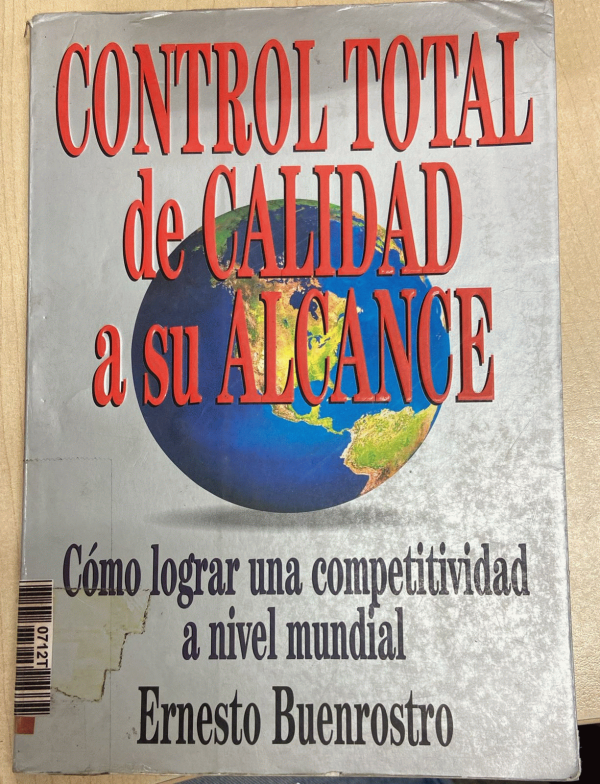 CONTROL TOTAL
de CALIDAD
a su ALCANCE
Cómo lograr una competitividad
a nivel mundial
0712T
Ernesto Buenrostro